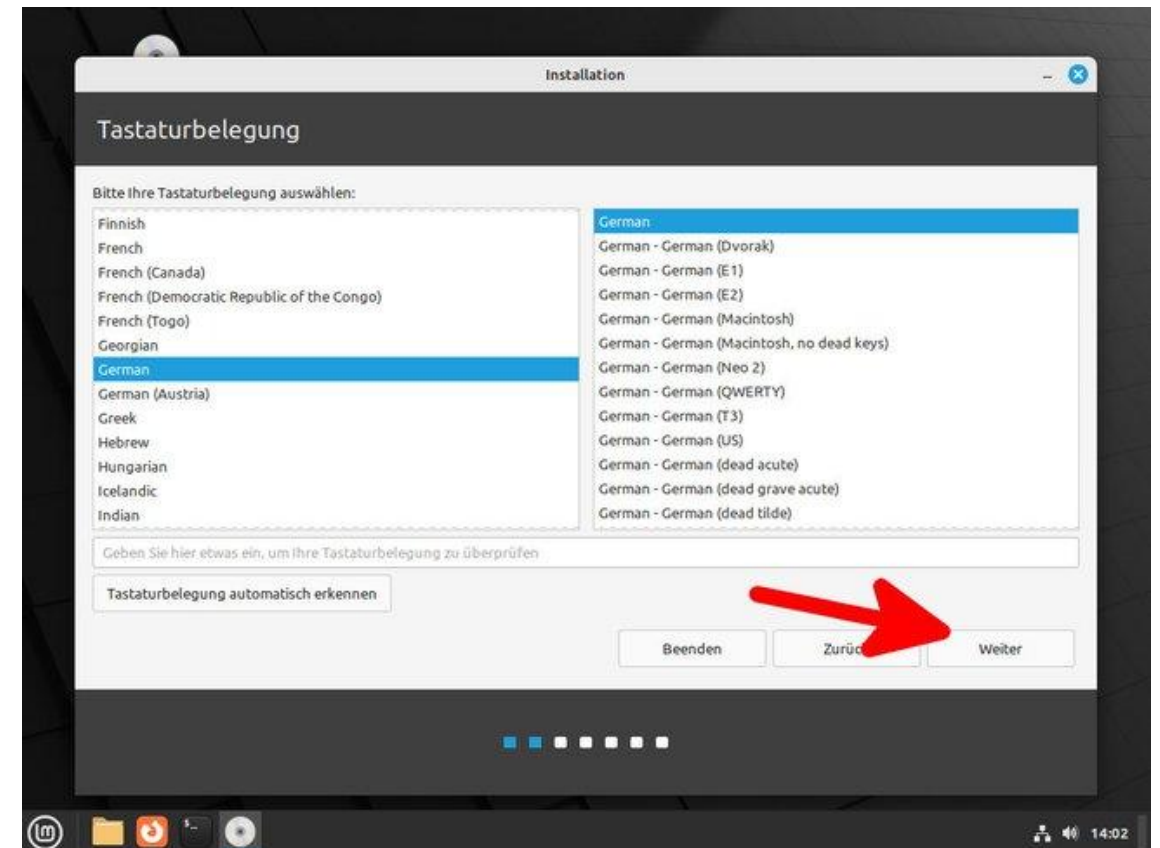 Installation
Tastaturbelegung
Bitte Ihre Tastaturbelegung auswählen:
Finnish
French
French (Canada)
French (Democratic Republic of the Congo)
French (Togo)
Georgian
German
German (Austria)
Greek
Hebrew
Hungarian
Icelandic
Indian
German
German - German (Dvorak)
German - German (E1)
German - German (E2)
German - German (Macintosh)
German - German (Macintosh, no dead keys)
German - German (Neo 2)
German - German (QWERTY)
German - German (T3)
German - German (US)
German - German (dead acute)
German - German (dead grave acute)
German - German (dead tilde)
Geben Sie hier etwas ein, um Ihre Tastaturbelegung zu überprüfen
Tastaturbelegung automatisch erkennen
Beenden
Weiter
14:02